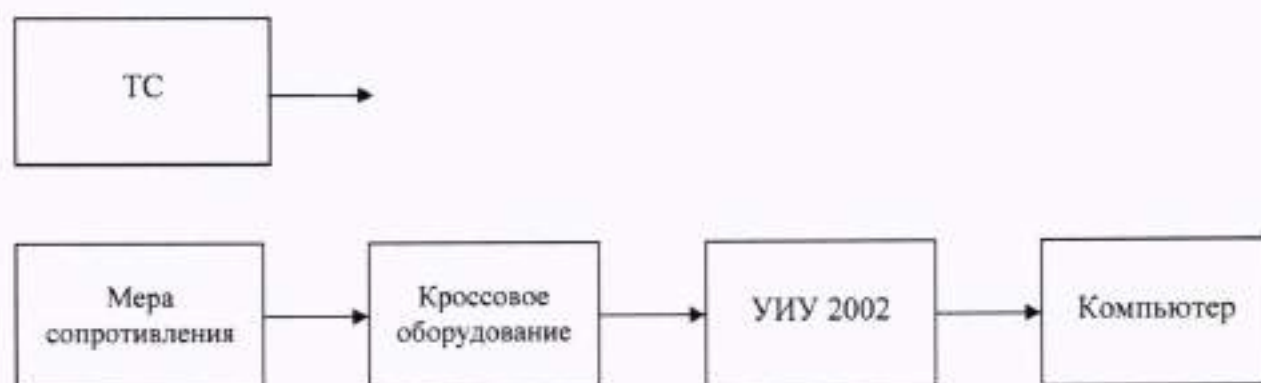 ТС
Мера
сопротивления
Кроссовое
оборудование
УИУ 2002
Компьютер